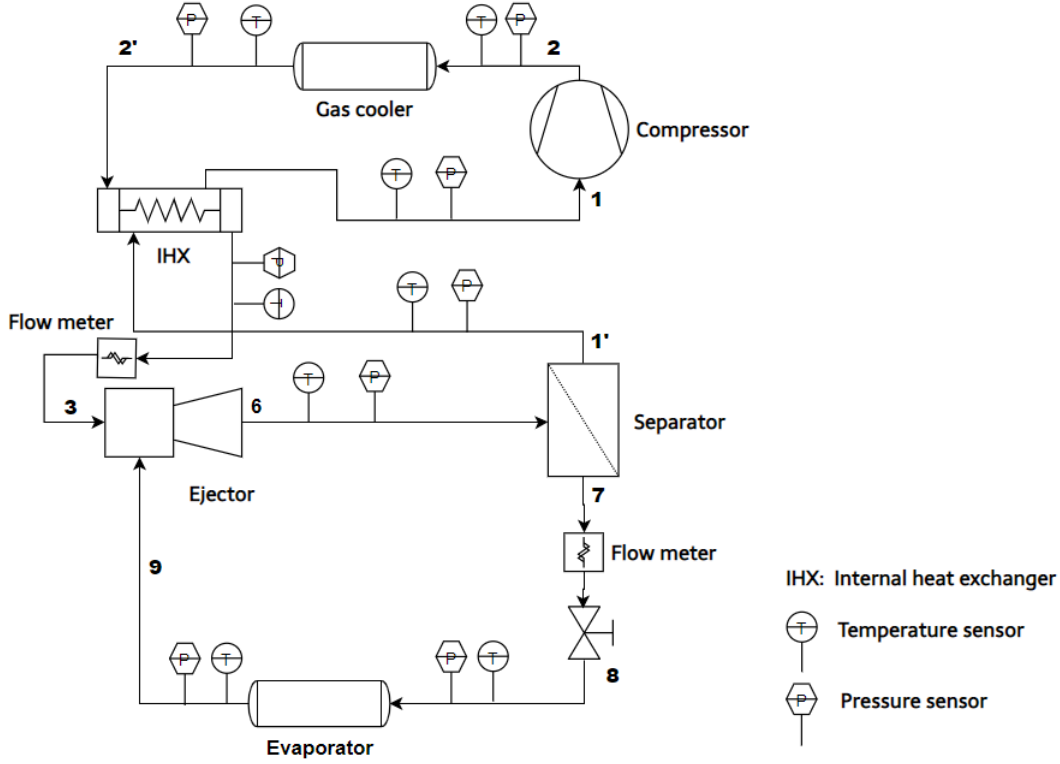 P T T P
2' 2
Gas cooler
Compressor
T P
1
IHX
P
T
T P
Flow meter
1'
3 6 T P
Separator
Ejector
7
Flow meter
9
IHX: Internal heat exchanger
T Temperature sensor
P T P T
8
P Pressure sensor
Evaporator